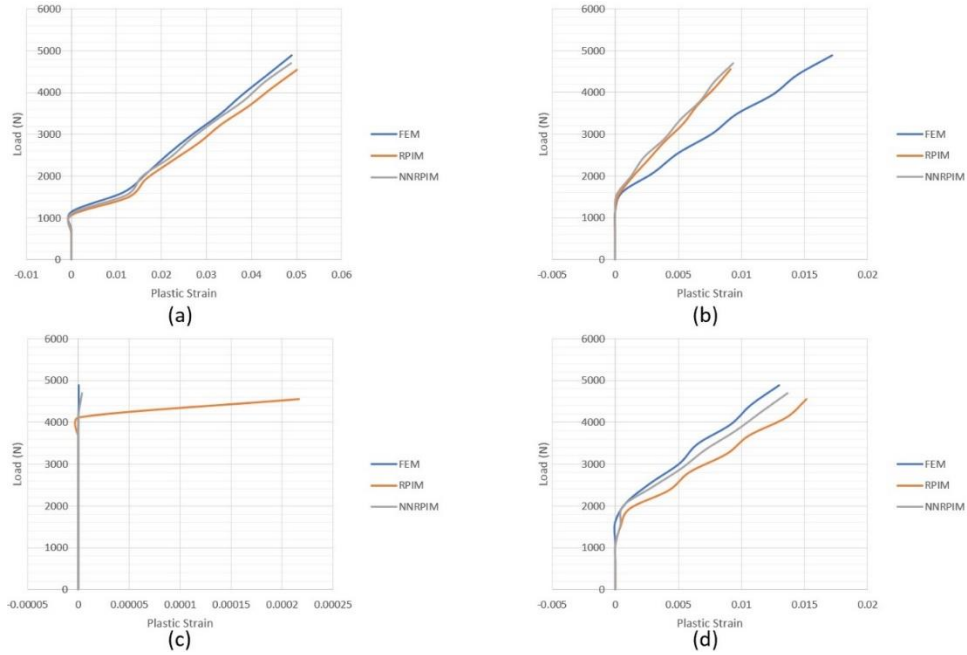 6000
5000
4000
3000
2000
1000
0
-0.01 0 0.01 0.02 0.03 0.04 0.05 0.06
Load (N)
Plastic Strain
FEM
RPIM
NNRPIM
(a)
6000
5000
4000
3000
2000
1000
0
-0.005 0 0.005 0.01 0.015 0.02
Load (N)
Plastic Strain
FEM
RPIM
NNRPIM
(b)
6000
5000
4000
3000
2000
1000
0
-0.00005 0 0.00005 0.0001 0.00015 0.0002 0.00025
Load (N)
Plastic Strain
FEM
RPIM
NNRPIM
(c)
6000
5000
4000
3000
2000
1000
0
-0.005 0 0.005 0.01 0.015 0.02
Load (N)
Plastic Strain
FEM
RPIM
NNRPIM
(d)